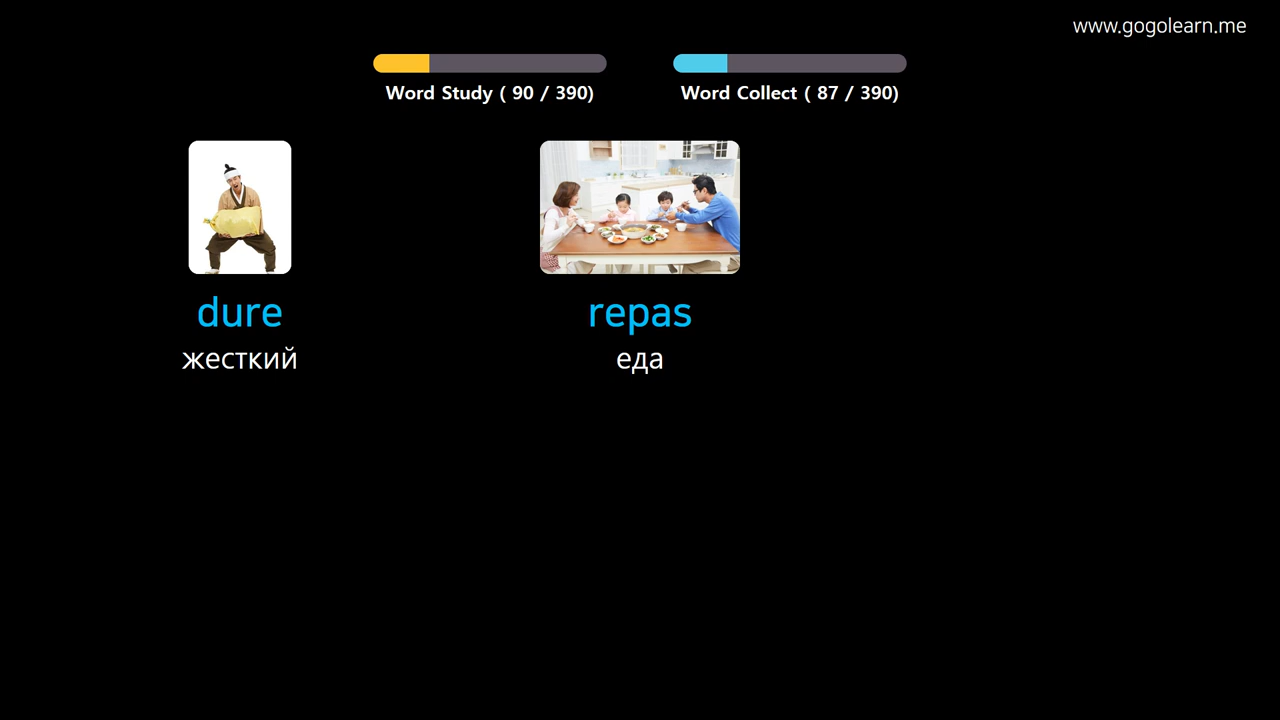 www.gogolearn.me
Word Study ( 90 / 390)
Word Collect ( 87 / 390)
dure
жесткий
repas
еда